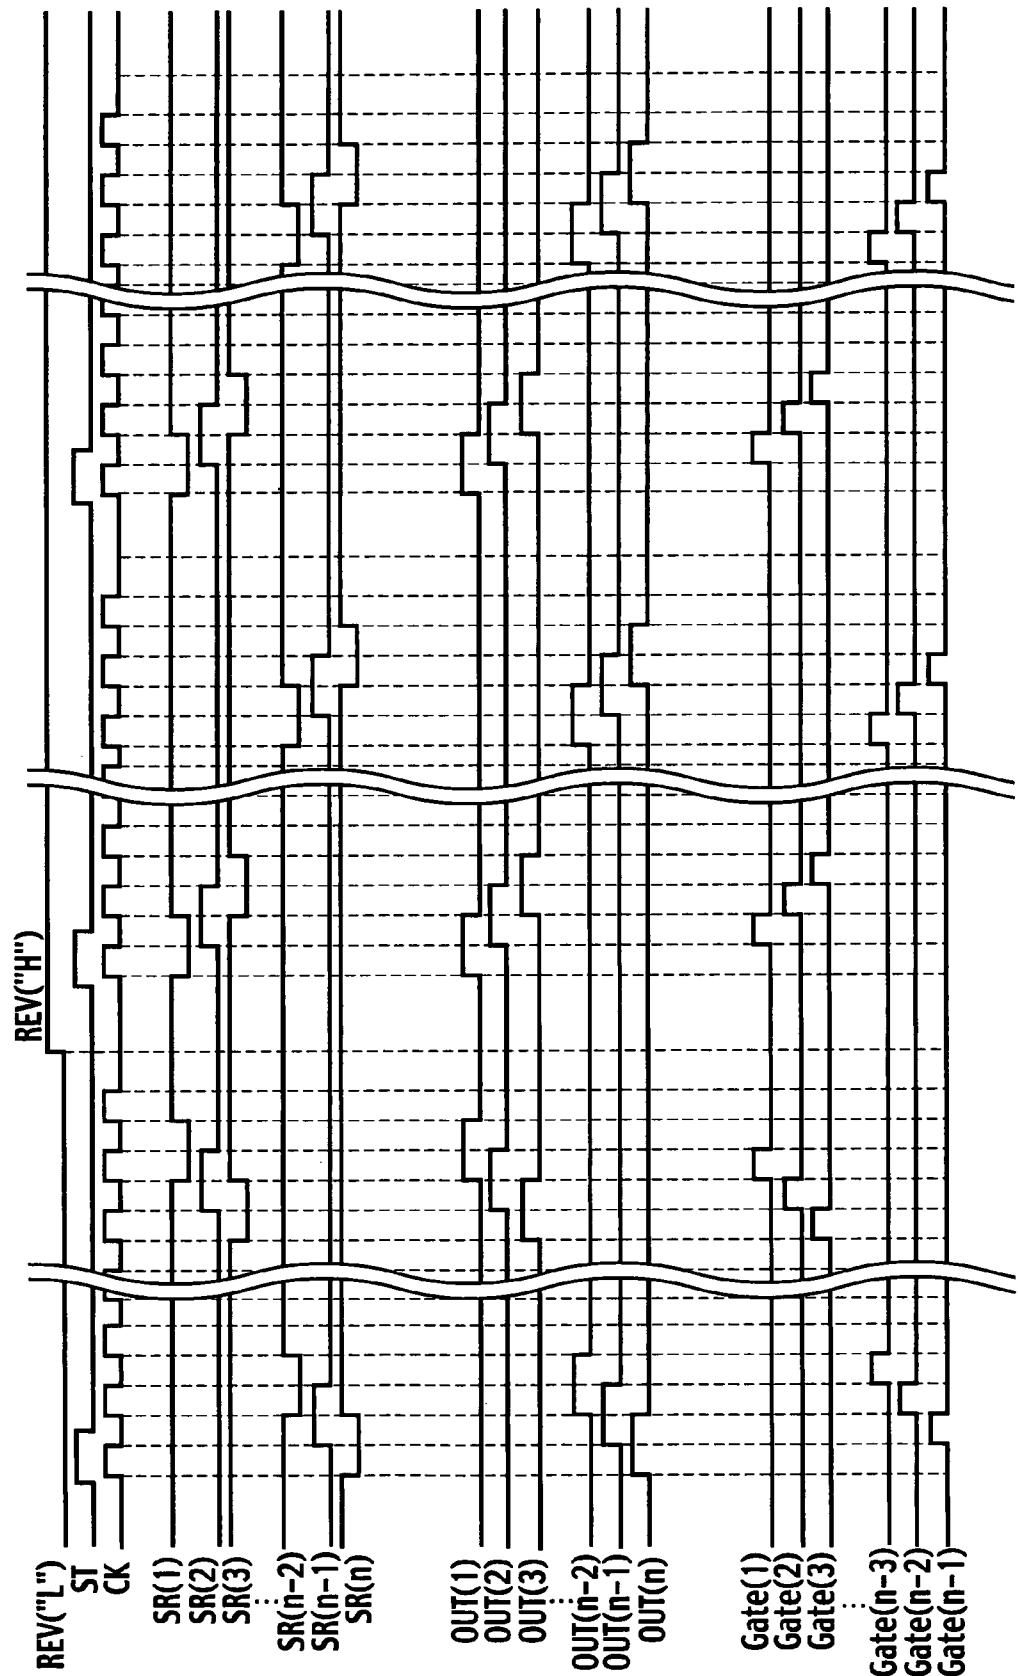 REV("H")
REV("L")
ST
CK
SR(1)
SR(2)
SR(3)
⋮
SR(n-2)
SR(n-1)
SR(n)
OUT(1)
OUT(2)
OUT(3)
⋮
OUT(n-2)
OUT(n-1)
OUT(n)
Gate(1)
Gate(2)
Gate(3)
⋮
Gate(n-3)
Gate(n-2)
Gate(n-1)